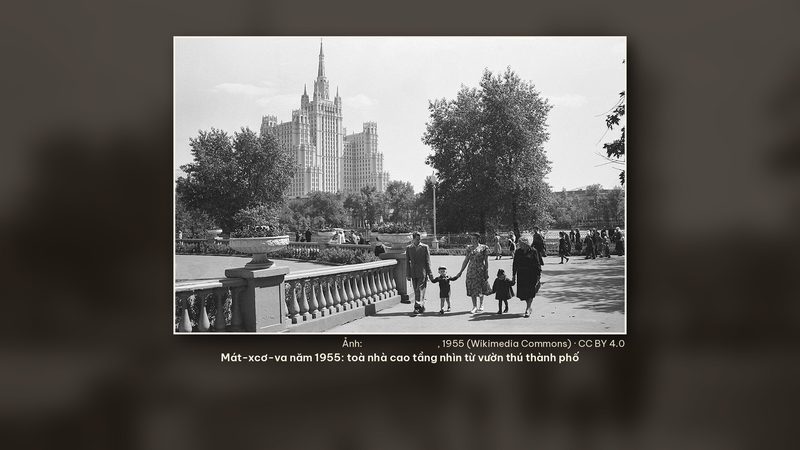 Ảnh: , 1955 (Wikimedia Commons) · CC BY 4.0
Mát-xcơ-va năm 1955: toà nhà cao tầng nhìn từ vườn thú thành phố